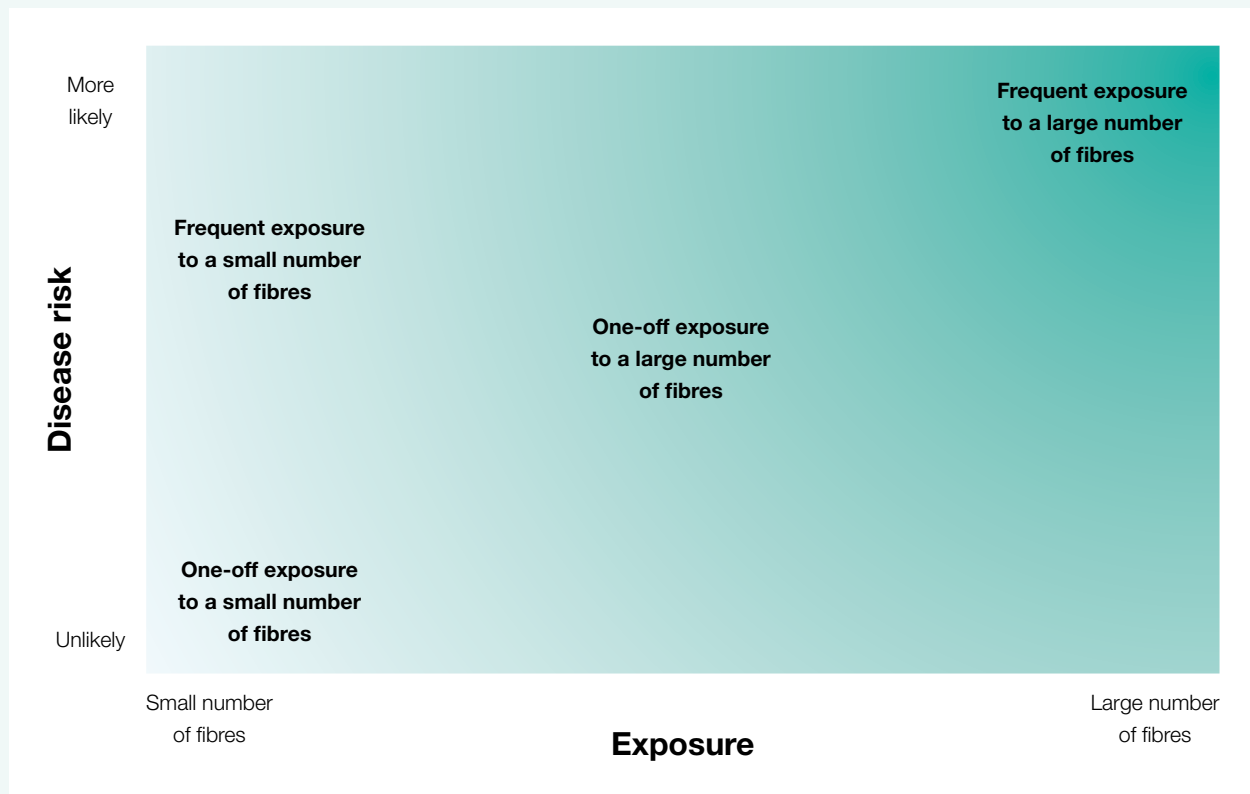 More
likely
Frequent exposure
to a large number
of fibres
Frequent exposure
to a small number
of fibres
Disease risk
One-off exposure
to a large number
of fibres
One-off exposure
to a small number
of fibres
Unlikely
Small number
of fibres
Large number
of fibres
Exposure